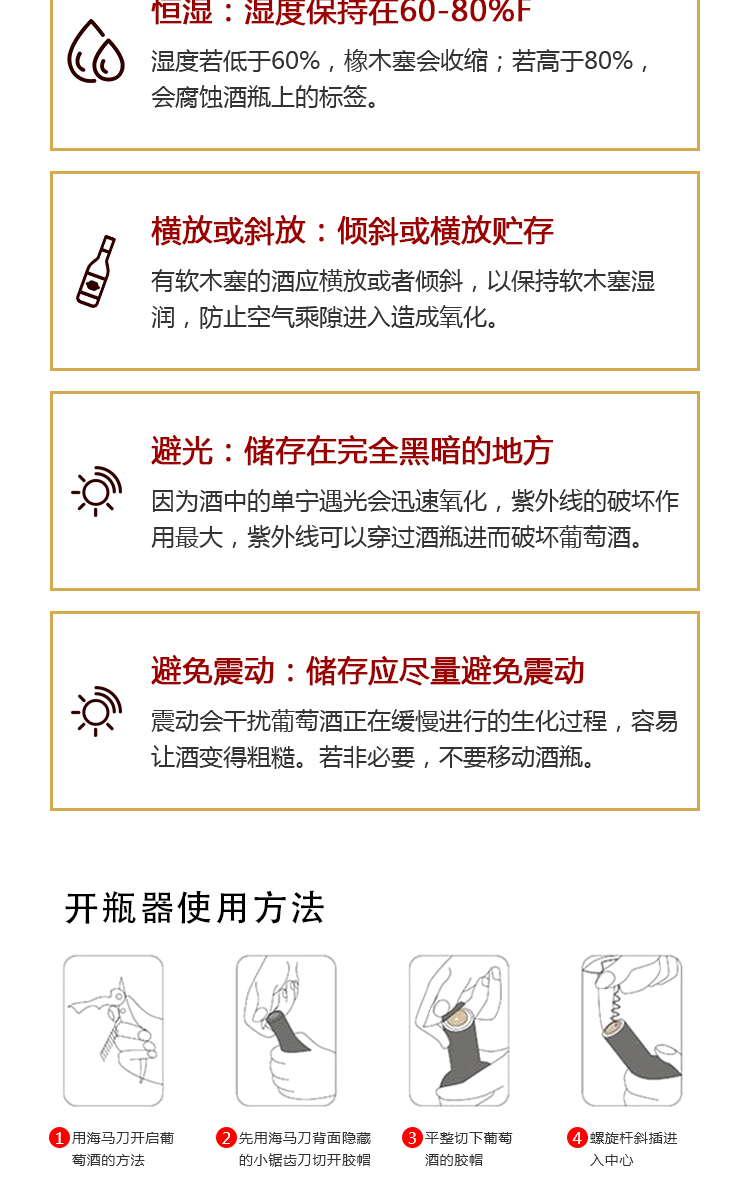 恒湿：湿度保持在60-80%F
湿度若低于60%，橡木塞会收缩；若高于80%，
会腐蚀酒瓶上的标签。
横放或斜放：倾斜或横放贮存
有软木塞的酒应横放或者倾斜，以保持软木塞湿
润，防止空气乘隙进入造成氧化。
避光：储存在完全黑暗的地方
因为酒中的单宁遇光会迅速氧化，紫外线的破坏作
用最大，紫外线可以穿过酒瓶进而破坏葡萄酒。
避免震动：储存应尽量避免震动
震动会干扰葡萄酒正在缓慢进行的生化过程，容易
让酒变得粗糙。若非必要，不要移动酒瓶。
开瓶器使用方法
1 用海马刀开启葡
萄酒的方法
2 先用海马刀背面隐藏
的小锯齿刀切开胶帽
3 平整切下葡萄
酒的胶帽
4 螺旋杆斜插进
入中心